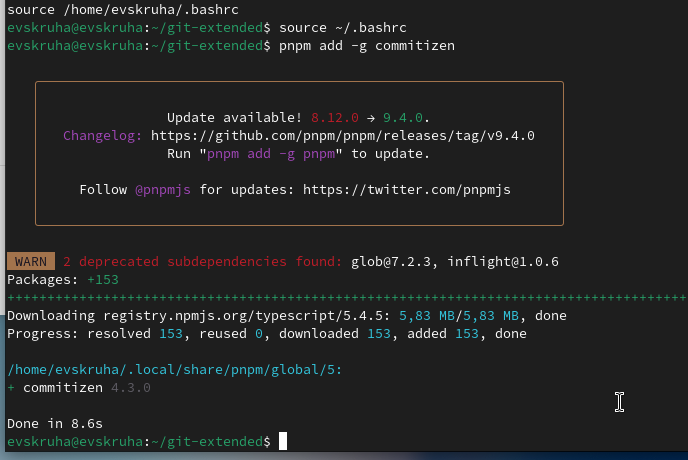 source /home/evskruha/.bashrc
evskruha@evskruha:~/git-extended$ source ~/.bashrc
evskruha@evskruha:~/git-extended$ pnpm add -g commitizen
Update available! 8.12.0 → 9.4.0.
Changelog: https://github.com/pnpm/pnpm/releases/tag/v9.4.0
Run "pnpm add -g pnpm" to update.
Follow @pnpmjs for updates: https://twitter.com/pnpmjs
WARN 2 deprecated subdependencies found: glob@7.2.3, inflight@1.0.6
Packages: +153
+++++++++++++++++++++++++++++++++++++++++++++++++++++++++++++++++++++++++++++++++++++
Downloading registry.npmjs.org/typescript/5.4.5: 5,83 MB/5,83 MB, done
Progress: resolved 153, reused 0, downloaded 153, added 153, done
/home/evskruha/.local/share/pnpm/global/5:
+ commitizen 4.3.0
Done in 8.6s
evskruha@evskruha:~/git-extended$